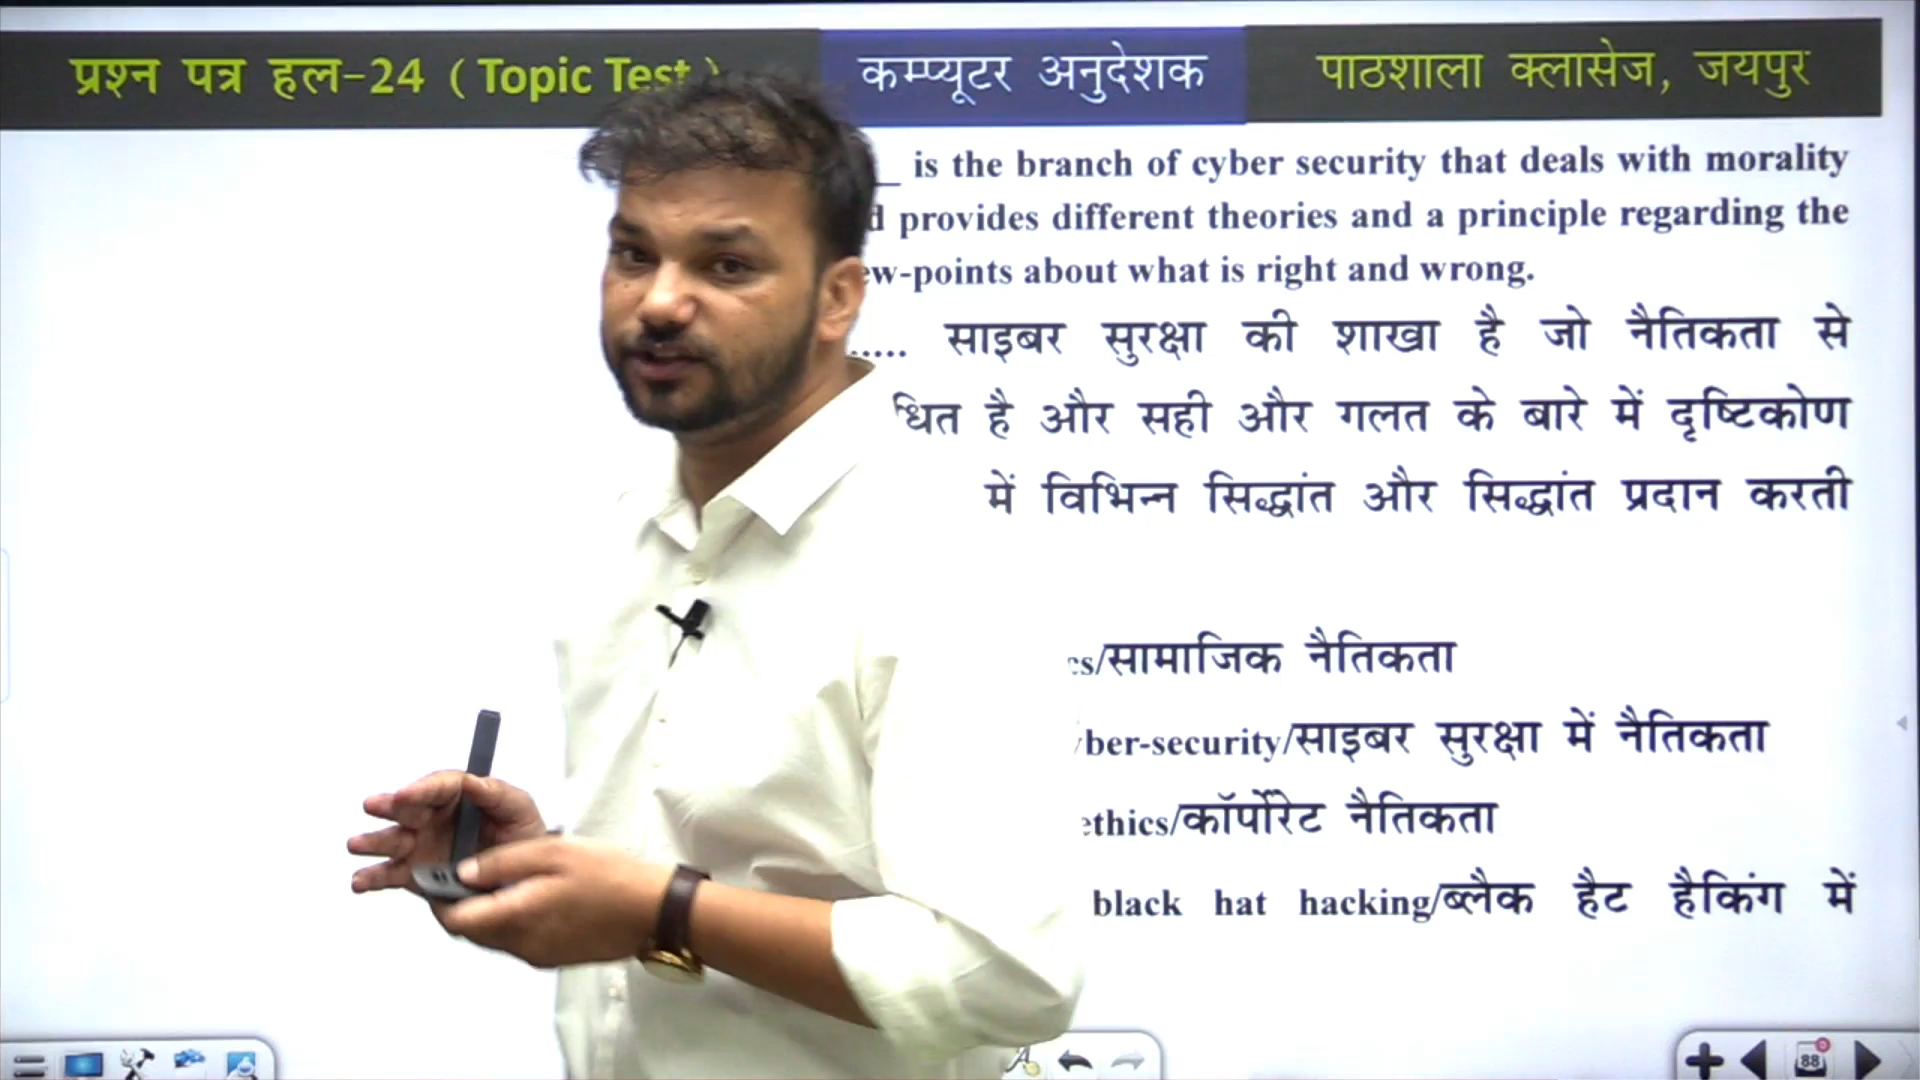 प्रश्न पत्र हल-24 ( Topic Test )
कम्प्यूटर अनुदेशक
पाठशाला क्लासेज, जयपुर
is the branch of cyber security that deals with morality
provides different theories and a principle regarding the
about what is right and wrong.
..... साइबर सुरक्षा की शाखा है जो नैतिकता से
है और सही और गलत के बारे में दृष्टिकोण
में विभिन्न सिद्धांत और सिद्धांत प्रदान करती
/सामाजिक नैतिकता
/साइबर सुरक्षा में नैतिकता
ethics/कॉर्पोरेट नैतिकता
black hat hacking/ब्लैक हैट हैकिंग में
88